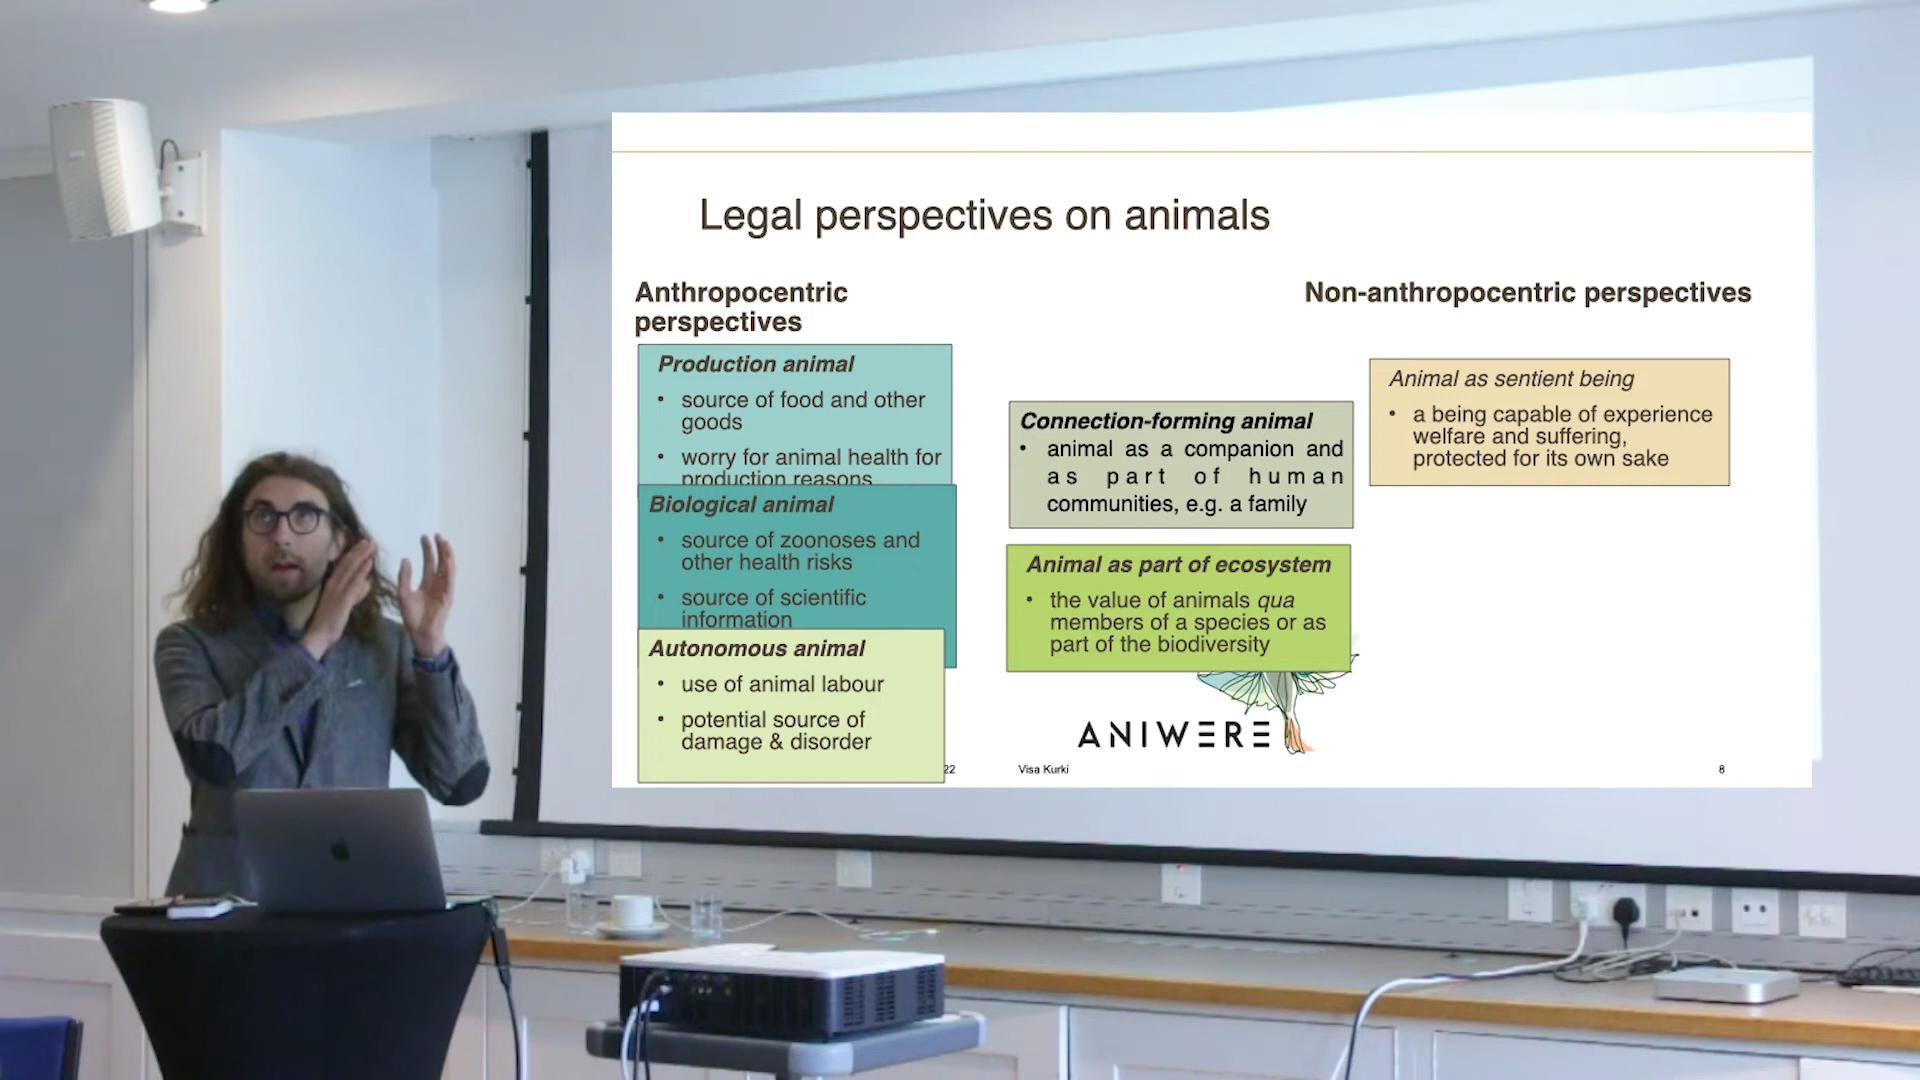 Legal perspectives on animals
Anthropocentric
perspectives
Non-anthropocentric perspectives
Production animal
• source of food and other
goods
• worry for animal health for
production reasons
Biological animal
• source of zoonoses and
other health risks
• source of scientific
information
Autonomous animal
• use of animal labour
• potential source of
damage & disorder
Connection-forming animal
• animal as a companion and
as part of human
communities, e.g. a family
Animal as part of ecosystem
• the value of animals qua
members of a species or as
part of the biodiversity
Animal as sentient being
• a being capable of experience
welfare and suffering,
protected for its own sake
ANIWERE
22
Visa Kurki
8